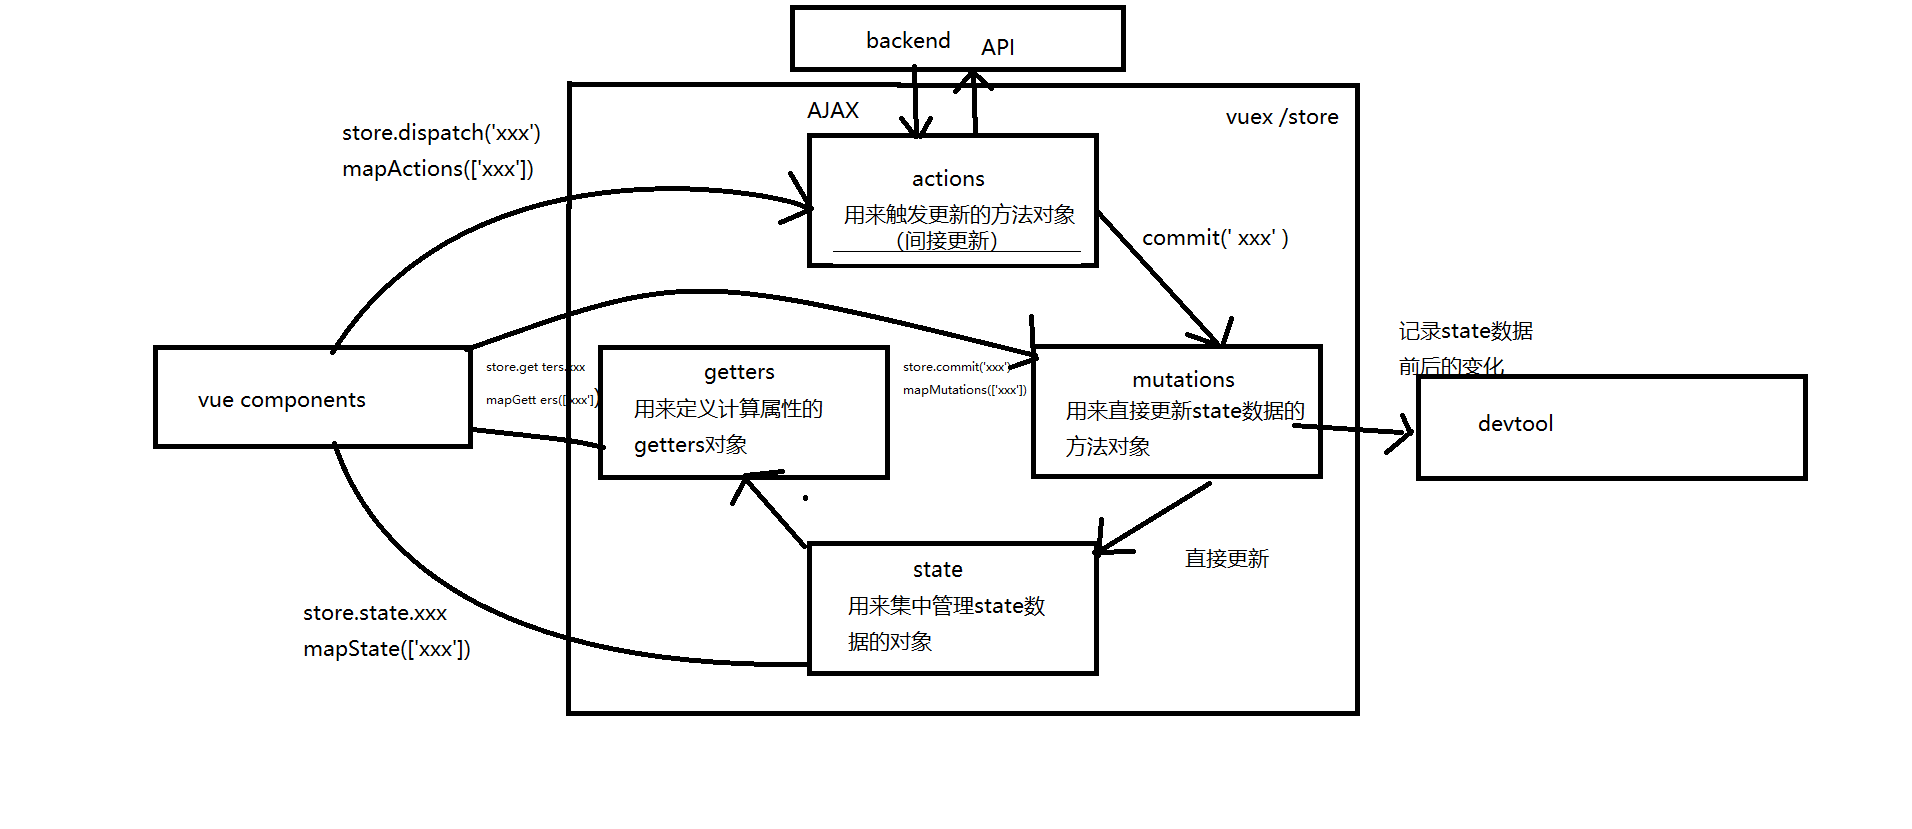 backend
API
AJAX
vuex /store
store.dispatch('xxx')
mapActions(['xxx'])
actions
用来触发更新的方法对象
（间接更新）
commit(' xxx' )
记录state数据
前后的变化
vue components
store.get ters.xxx
mapGett ers(['xxx'])
getters
用来定义计算属性的
getters对象
store.commit('xxx')
mapMutations(['xxx'])
mutations
用来直接更新state数据的
方法对象
devtool
state
用来集中管理state数
据的对象
直接更新
store.state.xxx
mapState(['xxx'])